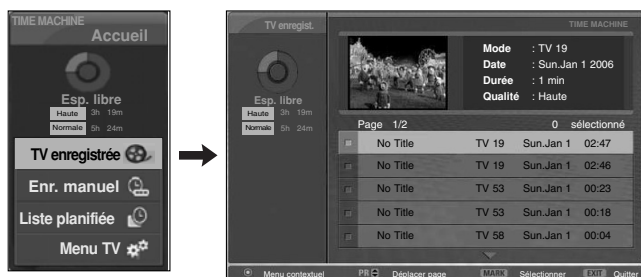 TIME MACHINE
Accueil
Esp. libre
Haute 3h 19m
Normale 5h 24m
TV enregistrée
Enr. manuel
Liste planifiée
Menu TV
TV enregist.
TIME MACHINE
Esp. libre
Haute 3h 19m
Normale 5h 24m
Mode : TV 19
Date : Sun.Jan 1 2006
Durée : 1 min
Qualité : Haute
Page 1/2 0 sélectionné
No Title TV 19 Sun.Jan 1 02:47
No Title TV 19 Sun.Jan 1 02:46
No Title TV 53 Sun.Jan 1 00:23
No Title TV 53 Sun.Jan 1 00:18
No Title TV 58 Sun.Jan 1 00:04
Menu contextuel PR Déplacer page MARK Sélectionner EXIT Quitter